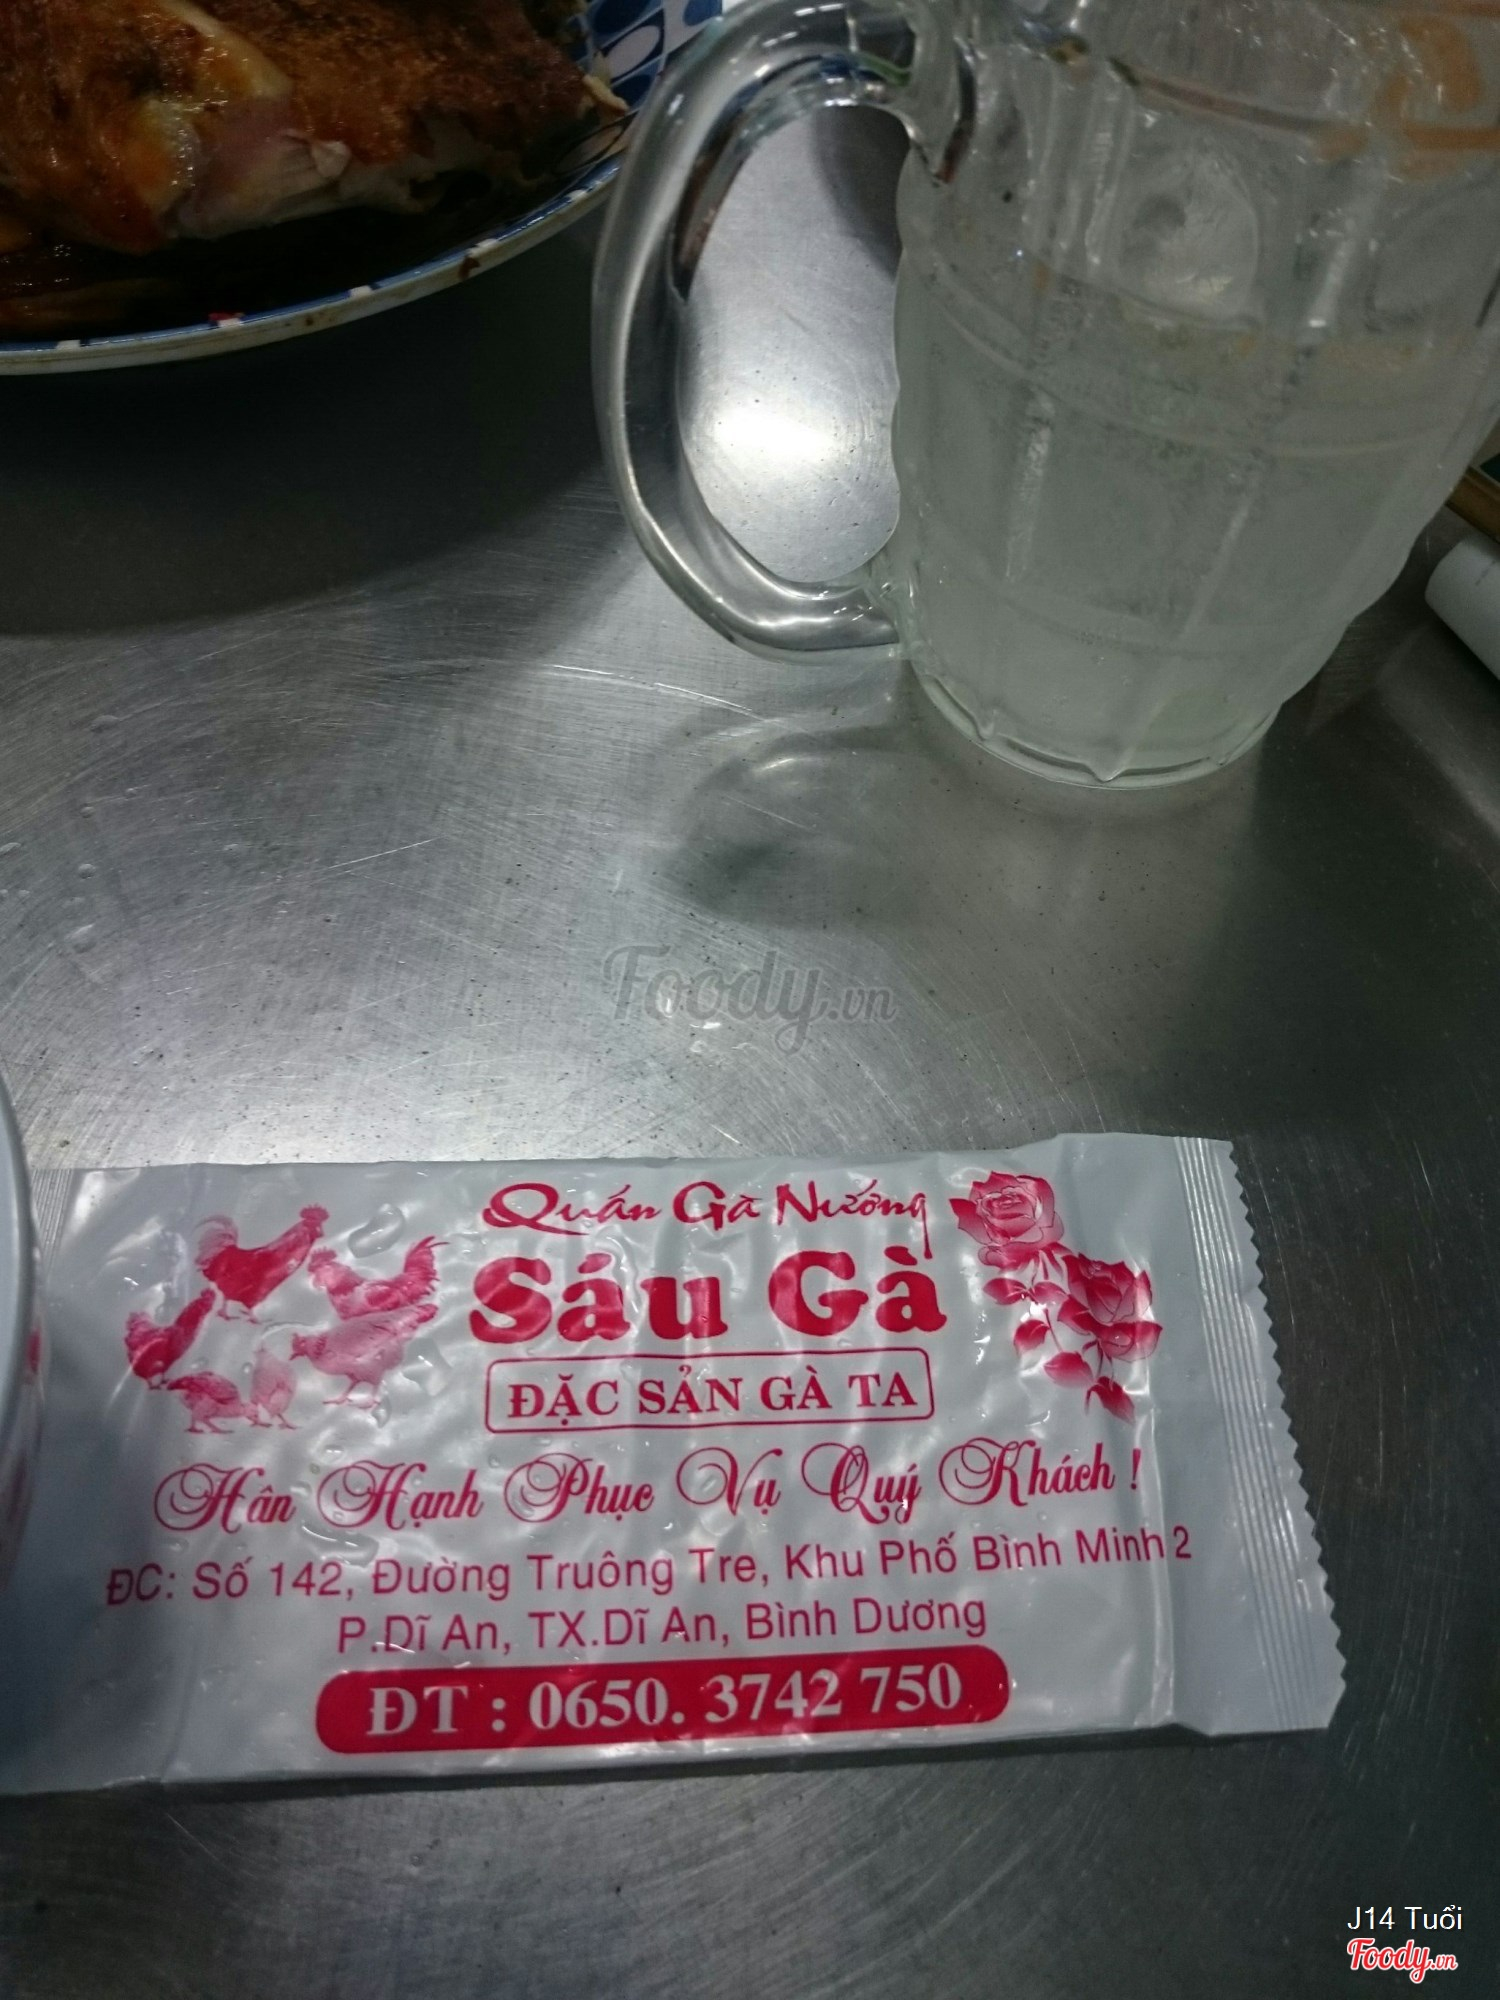 Foody.vn
Quán Gà Nướng
Sáu Gà
ĐẶC SẢN GÀ TA
Hân Hạnh Phục Vụ Quý Khách !
ĐC: Số 142, Đường Truông Tre, Khu Phố Bình Minh 2
P.Dĩ An, TX.Dĩ An, Bình Dương
ĐT : 0650. 3742 750
J14 Tuổi
Foody.vn